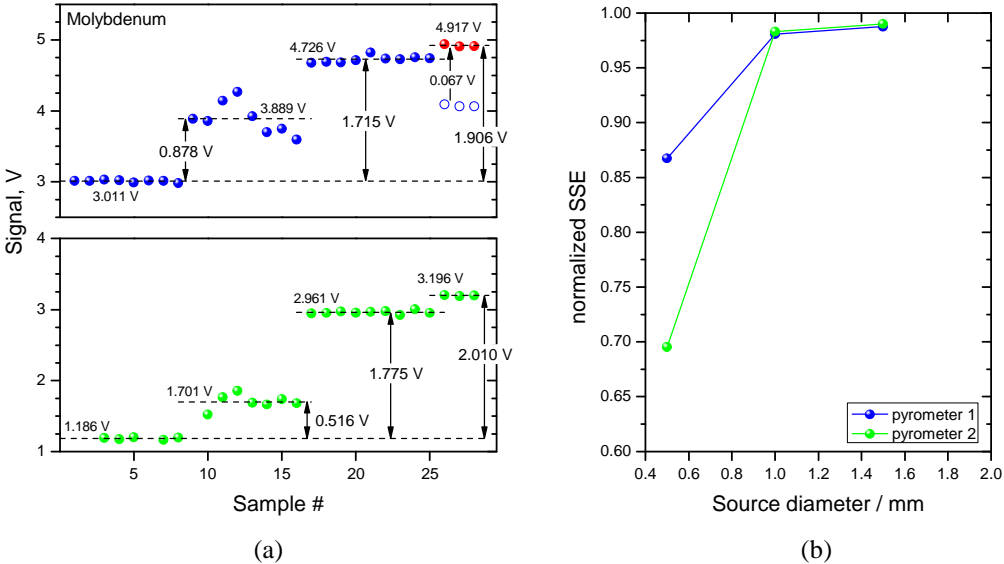 Molybdenum
5
4.726 V
4.917 V
0.067 V
4
3.889 V
1.715 V
1.906 V
0.878 V
3
3.011 V
Signal, V
4
3.196 V
3
2.961 V
2.010 V
1.775 V
2
1.701 V
0.516 V
1.186 V
1
5 10 15 20 25
Sample #
(a)
1.00
0.95
0.90
0.85
0.80
0.75
0.70
0.65
0.60
normalized SSE
pyrometer 1
pyrometer 2
0.4 0.6 0.8 1.0 1.2 1.4 1.6 1.8 2.0
Source diameter / mm
(b)